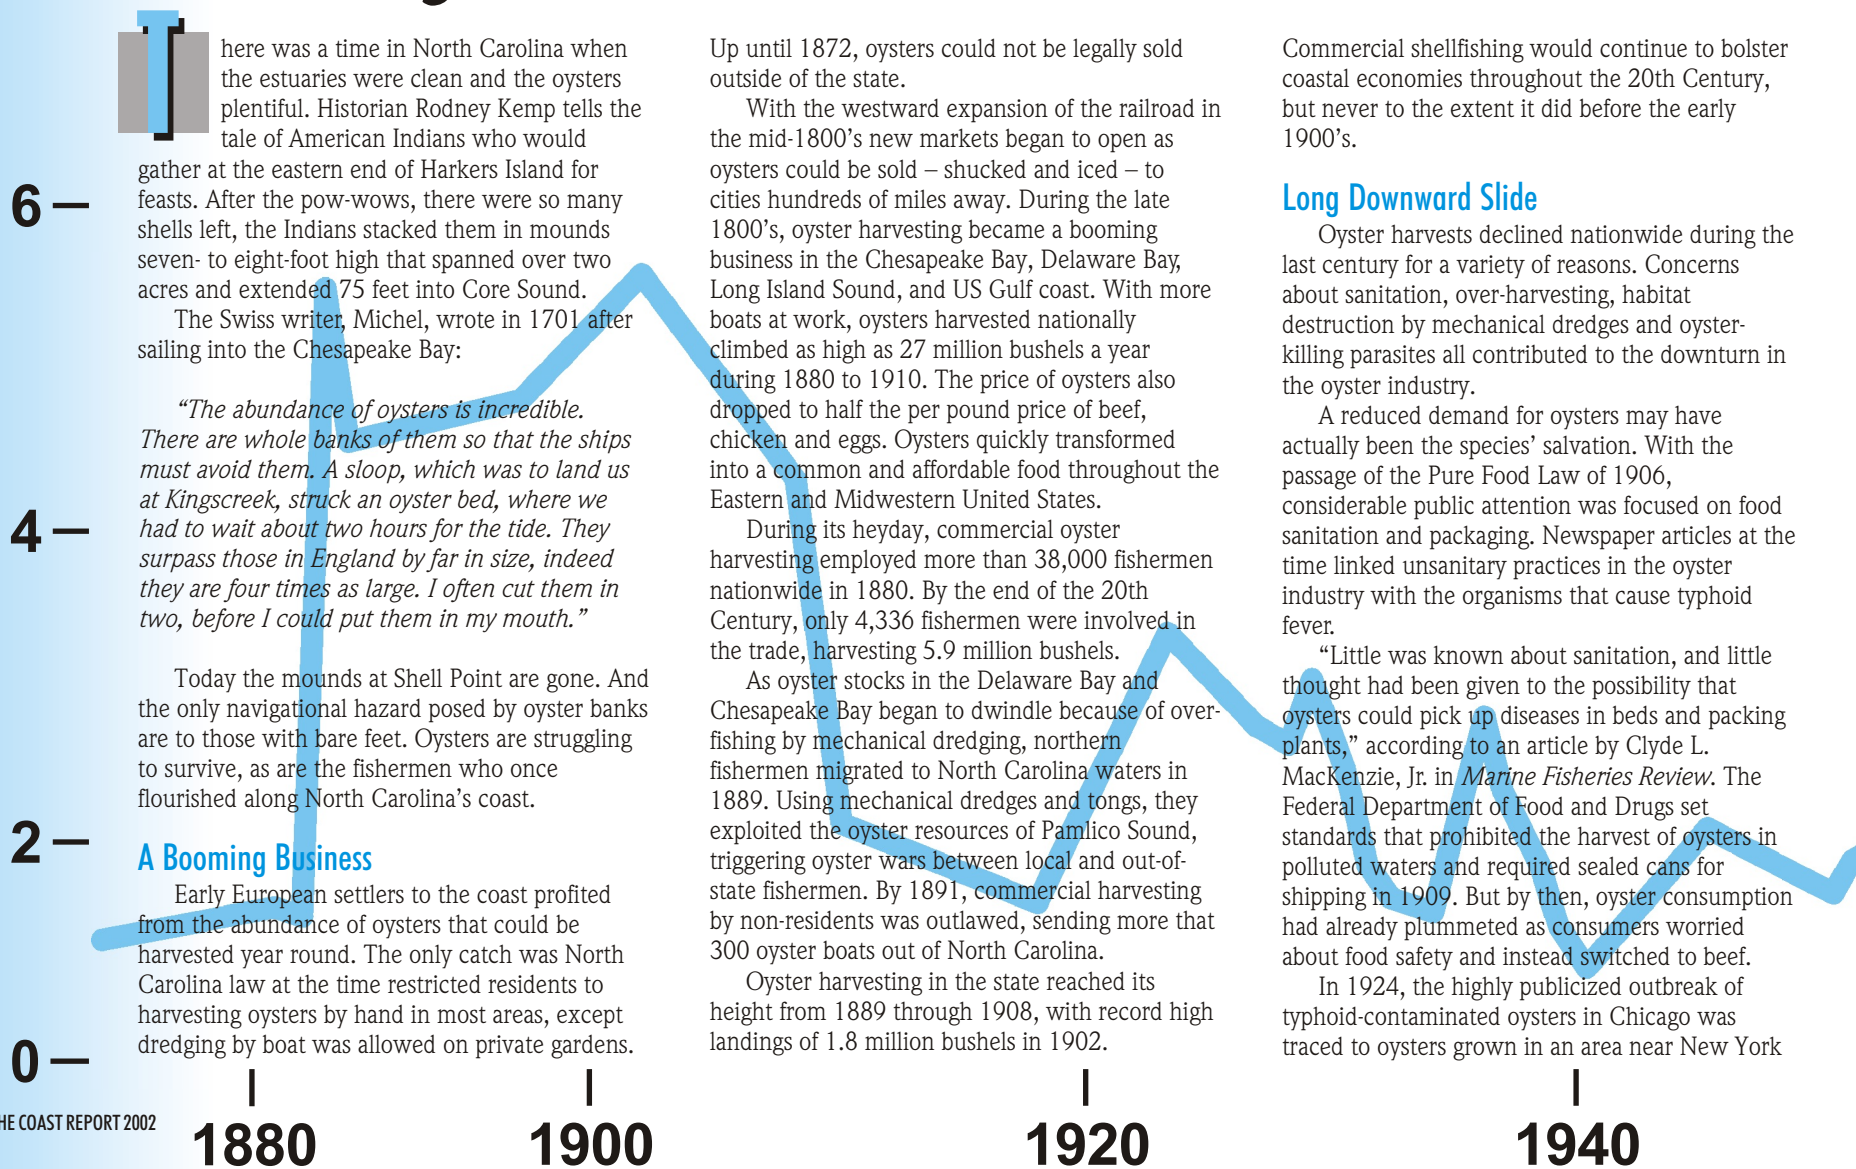 There was a time in North Carolina when
the estuaries were clean and the oysters
plentiful. Historian Rodney Kemp tells the
tale of American Indians who would
gather at the eastern end of Harkers Island for
feasts. After the pow-wows, there were so many
shells left, the Indians stacked them in mounds
seven- to eight-foot high that spanned over two
acres and extended 75 feet into Core Sound.
The Swiss writer, Michel, wrote in 1701 after
sailing into the Chesapeake Bay:
“The abundance of oysters is incredible.
There are whole banks of them so that the ships
must avoid them. A sloop, which was to land us
at Kingscreek, struck an oyster bed, where we
had to wait about two hours for the tide. They
surpass those in England by far in size, indeed
they are four times as large. I often cut them in
two, before I could put them in my mouth.”
Today the mounds at Shell Point are gone. And
the only navigational hazard posed by oyster banks
are to those with bare feet. Oysters are struggling
to survive, as are the fishermen who once
flourished along North Carolina’s coast.
A Booming Business
Early European settlers to the coast profited
from the abundance of oysters that could be
harvested year round. The only catch was North
Carolina law at the time restricted residents to
harvesting oysters by hand in most areas, except
dredging by boat was allowed on private gardens.
Up until 1872, oysters could not be legally sold
outside of the state.
With the westward expansion of the railroad in
the mid-1800’s new markets began to open as
oysters could be sold – shucked and iced – to
cities hundreds of miles away. During the late
1800’s, oyster harvesting became a booming
business in the Chesapeake Bay, Delaware Bay,
Long Island Sound, and US Gulf coast. With more
boats at work, oysters harvested nationally
climbed as high as 27 million bushels a year
during 1880 to 1910. The price of oysters also
dropped to half the per pound price of beef,
chicken and eggs. Oysters quickly transformed
into a common and affordable food throughout the
Eastern and Midwestern United States.
During its heyday, commercial oyster
harvesting employed more than 38,000 fishermen
nationwide in 1880. By the end of the 20th
Century, only 4,336 fishermen were involved in
the trade, harvesting 5.9 million bushels.
As oyster stocks in the Delaware Bay and
Chesapeake Bay began to dwindle because of over-
fishing by mechanical dredging, northern
fishermen migrated to North Carolina waters in
1889. Using mechanical dredges and tongs, they
exploited the oyster resources of Pamlico Sound,
triggering oyster wars between local and out-of-
state fishermen. By 1891, commercial harvesting
by non-residents was outlawed, sending more that
300 oyster boats out of North Carolina.
Oyster harvesting in the state reached its
height from 1889 through 1908, with record high
landings of 1.8 million bushels in 1902.
Commercial shellfishing would continue to bolster
coastal economies throughout the 20th Century,
but never to the extent it did before the early
1900’s.
Long Downward Slide
Oyster harvests declined nationwide during the
last century for a variety of reasons. Concerns
about sanitation, over-harvesting, habitat
destruction by mechanical dredges and oyster-
killing parasites all contributed to the downturn in
the oyster industry.
A reduced demand for oysters may have
actually been the species’ salvation. With the
passage of the Pure Food Law of 1906,
considerable public attention was focused on food
sanitation and packaging. Newspaper articles at the
time linked unsanitary practices in the oyster
industry with the organisms that cause typhoid
fever.
“Little was known about sanitation, and little
thought had been given to the possibility that
oysters could pick up diseases in beds and packing
plants,” according to an article by Clyde L.
MacKenzie, Jr. in Marine Fisheries Review. The
Federal Department of Food and Drugs set
standards that prohibited the harvest of oysters in
polluted waters and required sealed cans for
shipping in 1909. But by then, oyster consumption
had already plummeted as consumers worried
about food safety and instead switched to beef.
In 1924, the highly publicized outbreak of
typhoid-contaminated oysters in Chicago was
traced to oysters grown in an area near New York
6
4
2
0
1880 1900 1920 1940
COAST REPORT 2002